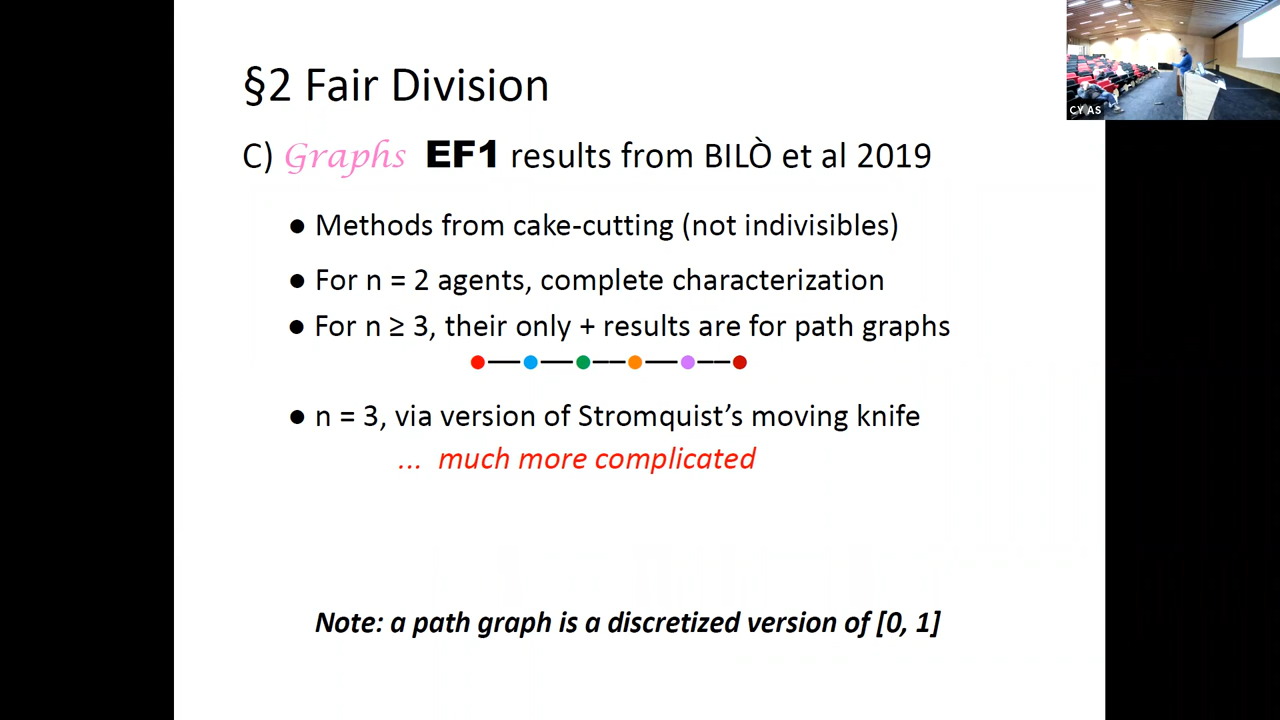 §2 Fair Division
C) Graphs EF1 results from BILÒ et al 2019
● Methods from cake-cutting (not indivisibles)
● For n = 2 agents, complete characterization
● For n ≥ 3, their only + results are for path graphs
● n = 3, via version of Stromquist’s moving knife
... much more complicated
Note: a path graph is a discretized version of [0, 1]
CY AS